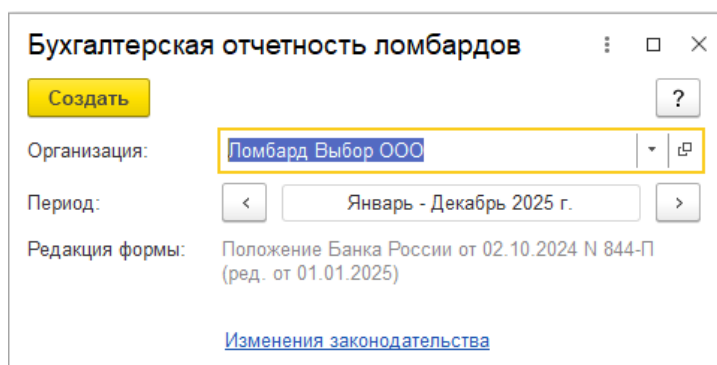 Бухгалтерская отчетность ломбардов
Создать
?
Организация: Ломбард Выбор ООО
Период: Январь - Декабрь 2025 г.
Редакция формы: Положение Банка России от 02.10.2024 N 844-П
(ред. от 01.01.2025)
Изменения законодательства